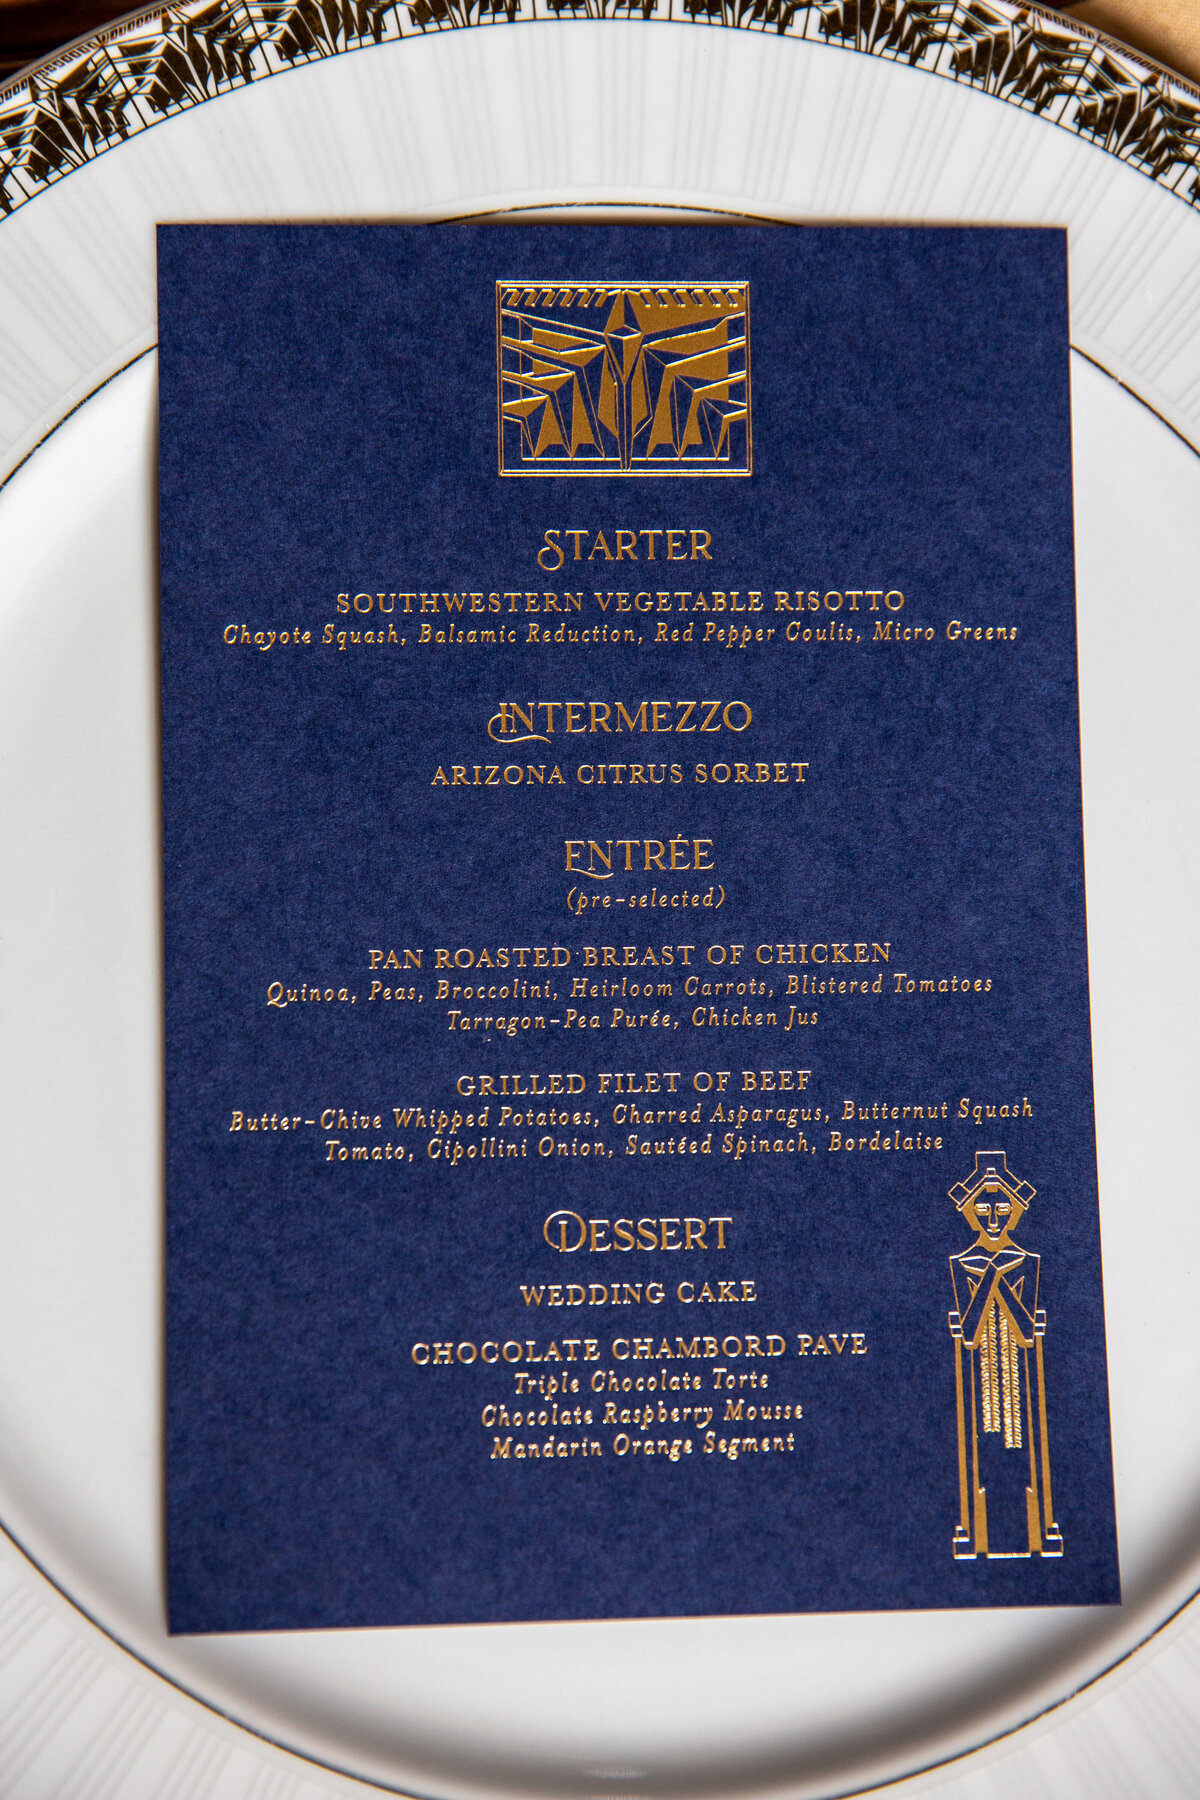 STARTER
SOUTHWESTERN VEGETABLE RISOTTO
Chayote Squash, Balsamic Reduction, Red Pepper Coulis, Micro Greens
INTERMEZZO
ARIZONA CITRUS SORBET
ENTRÉE
(pre-selected)
PAN ROASTED BREAST OF CHICKEN
Quinoa, Peas, Broccolini, Heirloom Carrots, Blistered Tomatoes
Tarragon-Pea Purée, Chicken Jus
GRILLED FILET OF BEEF
Butter-Chive Whipped Potatoes, Charred Asparagus, Butternut Squash
Tomato, Cipollini Onion, Sautéed Spinach, Bordelaise
DESSERT
WEDDING CAKE
CHOCOLATE CHAMBORD PAVE
Triple Chocolate Torte
Chocolate Raspberry Mousse
Mandarin Orange Segment